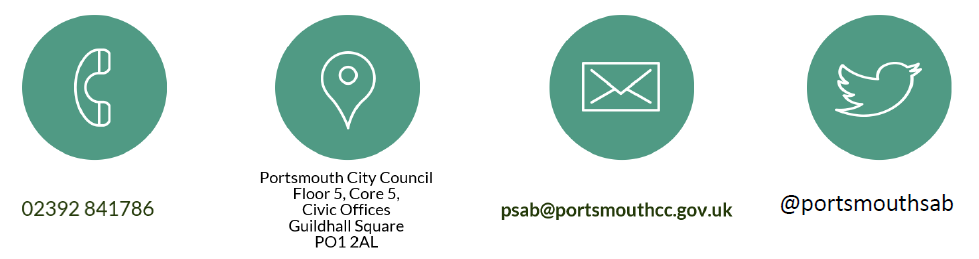 02392 841786
Portsmouth City Council
Floor 5, Core 5,
Civic Offices
Guildhall Square
PO1 2AL
psab@portsmouthcc.gov.uk
@portsmouthsab